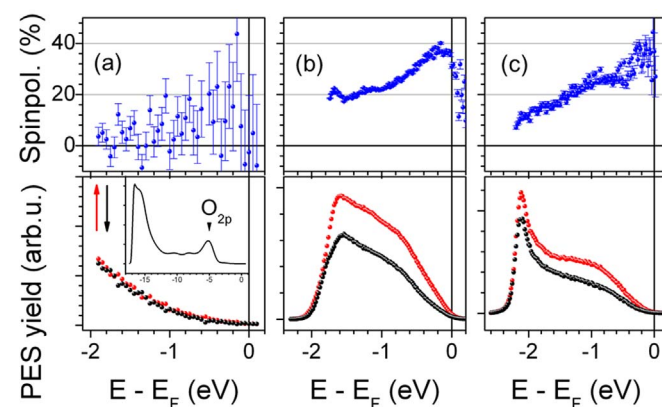 Spinpol. (%)
40
20
0
(a)
(b)
(c)
PES yield (arb.u.)
O2p
-15 -10 -5 0
-2 -1 0
-2 -1 0
-2 -1 0
E - EF (eV)
E - EF (eV)
E - EF (eV)